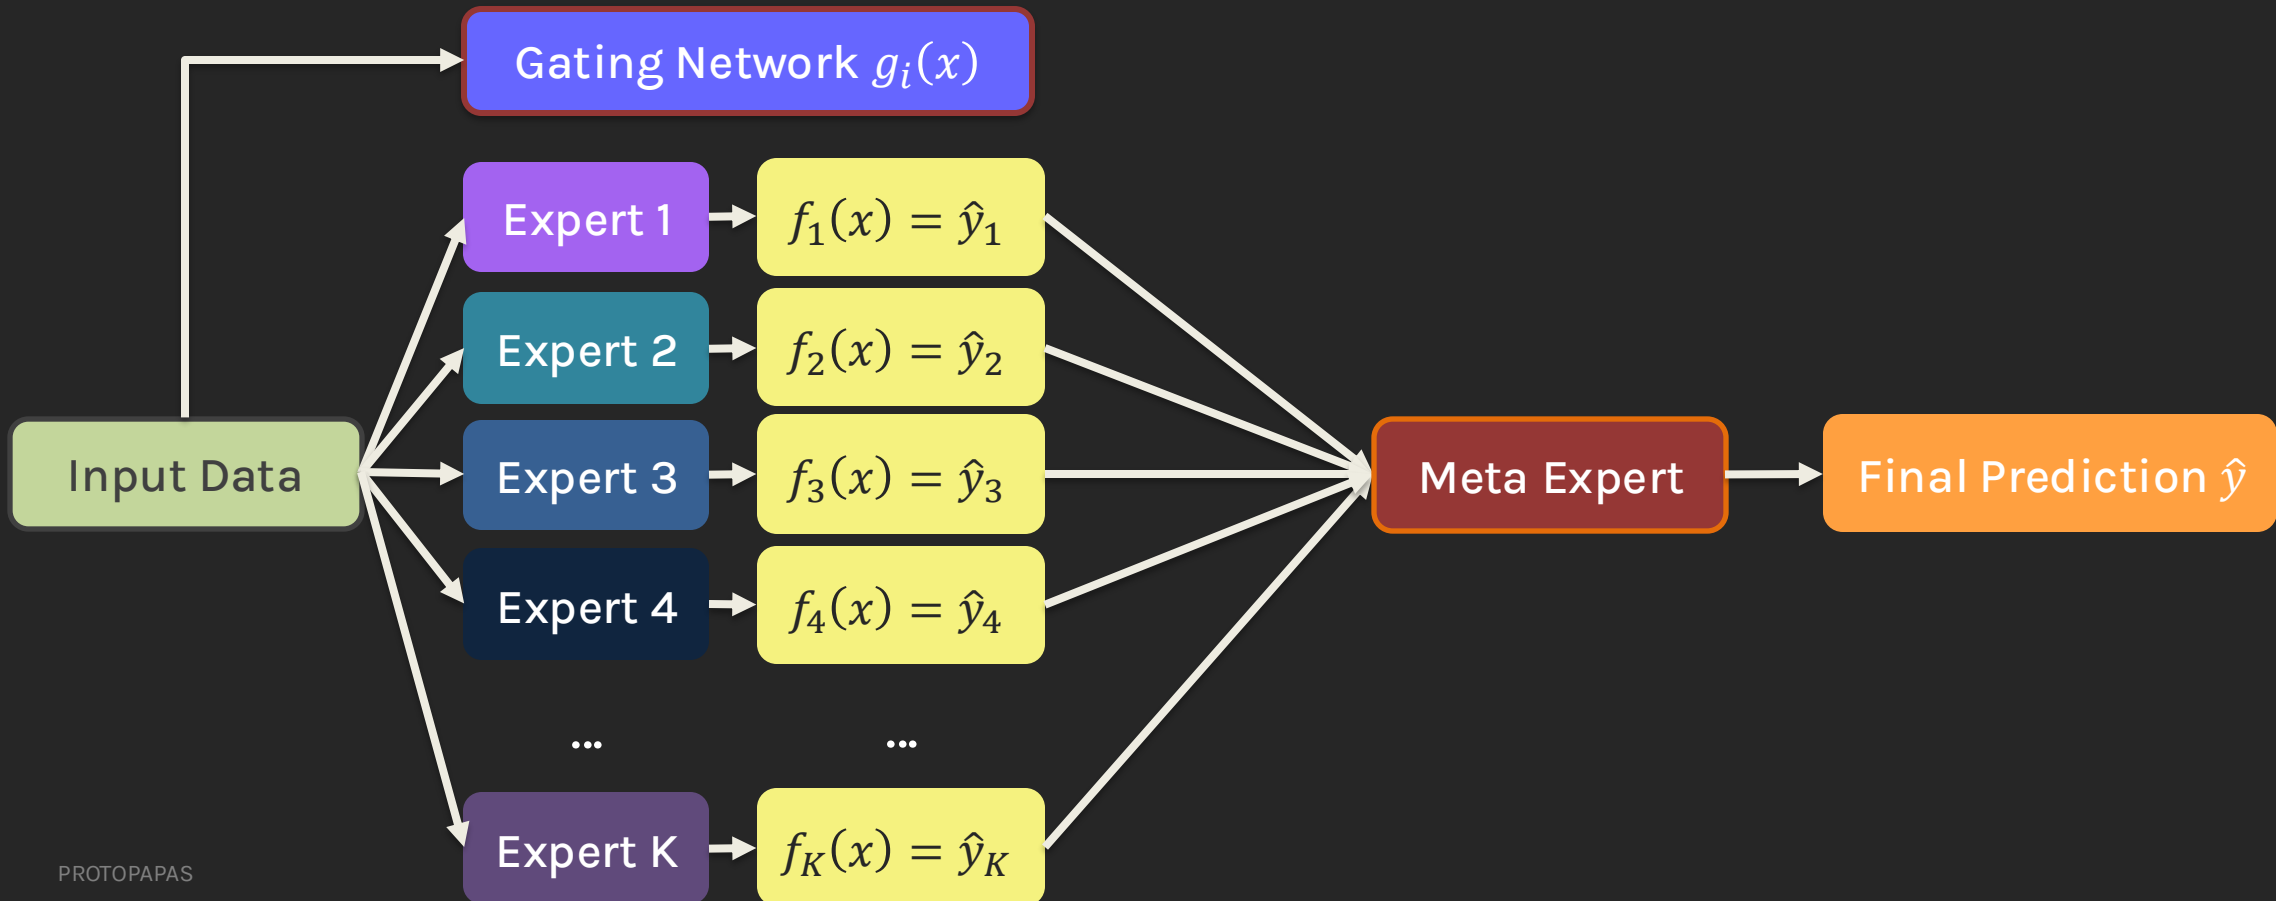 Gating Network gᵢ(x)
Expert 1
f₁(x) = ŷ₁
Expert 2
f₂(x) = ŷ₂
Input Data
Expert 3
f₃(x) = ŷ₃
Meta Expert
Final Prediction ŷ
Expert 4
f₄(x) = ŷ₄
...
...
Expert K
f_K(x) = ŷ_K
PROTOPAPAS